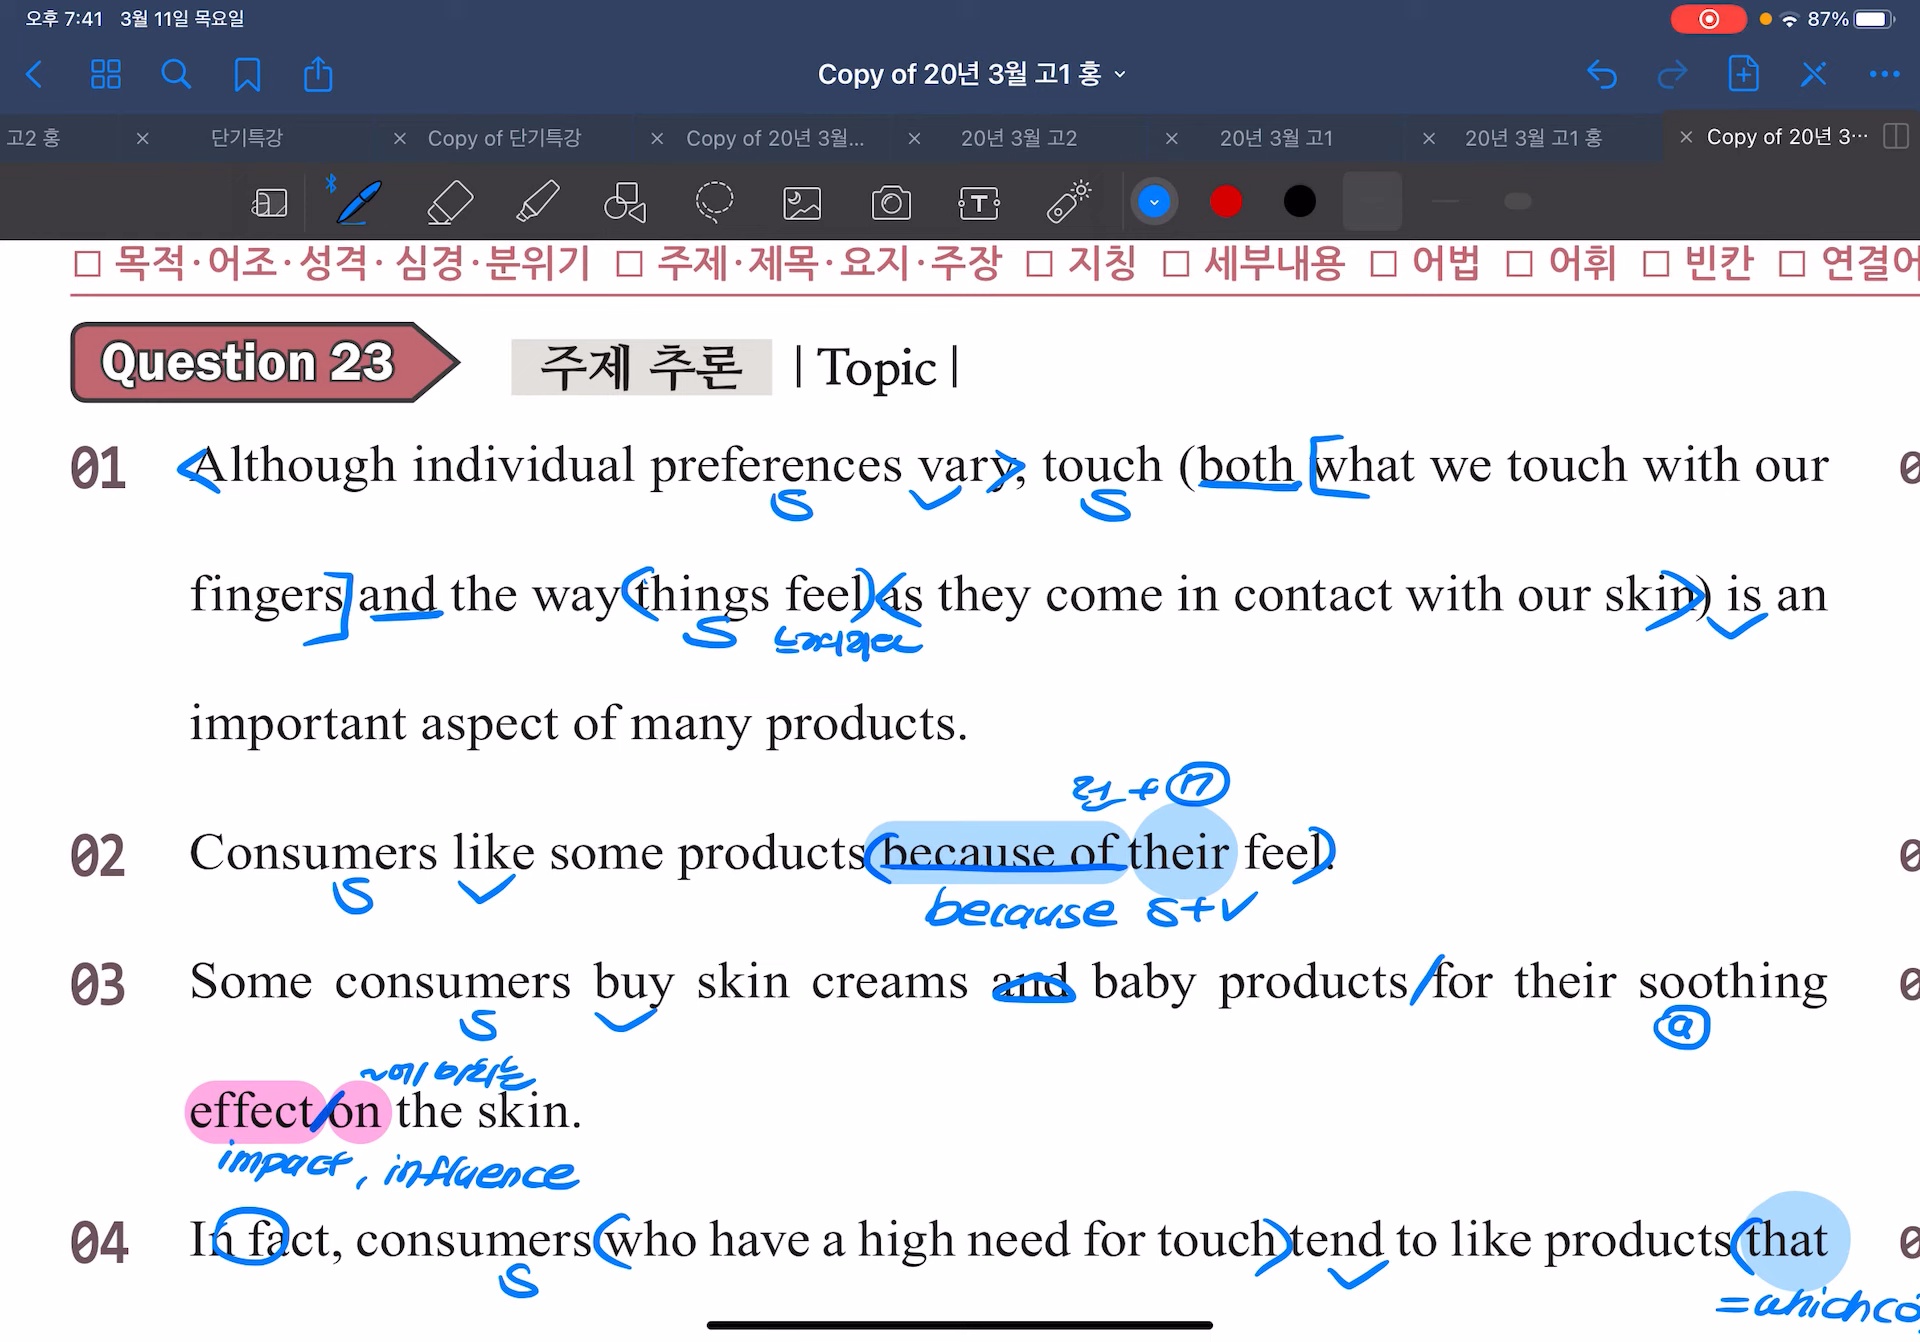 오후 7:41 3월 11일 목요일 87%
Copy of 20년 3월 고1 홍
고2 홍 단기특강 Copy of 단기특강 Copy of 20년 3월... 20년 3월 고2 20년 3월 고1 20년 3월 고1 홍 Copy of 20년 3...
□ 목적·어조·성격·심경·분위기 □ 주제·제목·요지·주장 □ 지칭 □ 세부내용 □ 어법 □ 어휘 □ 빈칸 □ 연결어
Question 23 주제 추론 | Topic |
01 Although individual preferences vary, touch (both what we touch with our
S S
fingers and the way things feel as they come in contact with our skin) is an
S 느껴지다
important aspect of many products.
전 + n
02 Consumers like some products because of their feel.
S because S+V
03 Some consumers buy skin creams and baby products for their soothing
S a
~에 미치는
effect on the skin.
impact, influence
04 In fact, consumers who have a high need for touch tend to like products that
S
= which